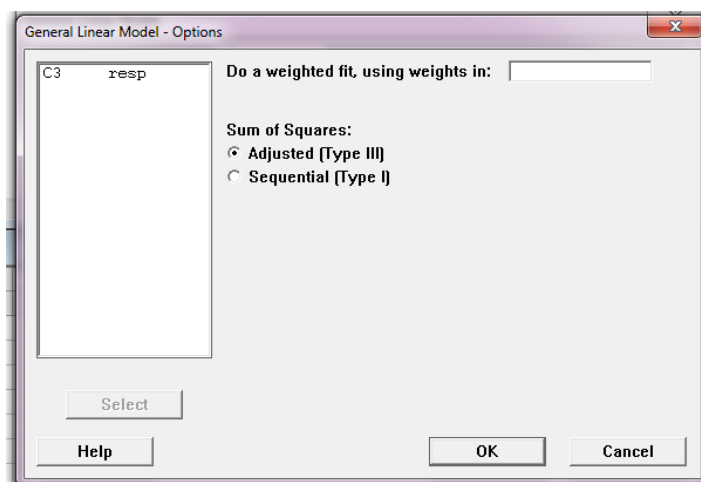 General Linear Model - Options
C3 resp
Do a weighted fit, using weights in:
Sum of Squares:
Adjusted (Type III)
Sequential (Type I)
Select
Help
OK
Cancel